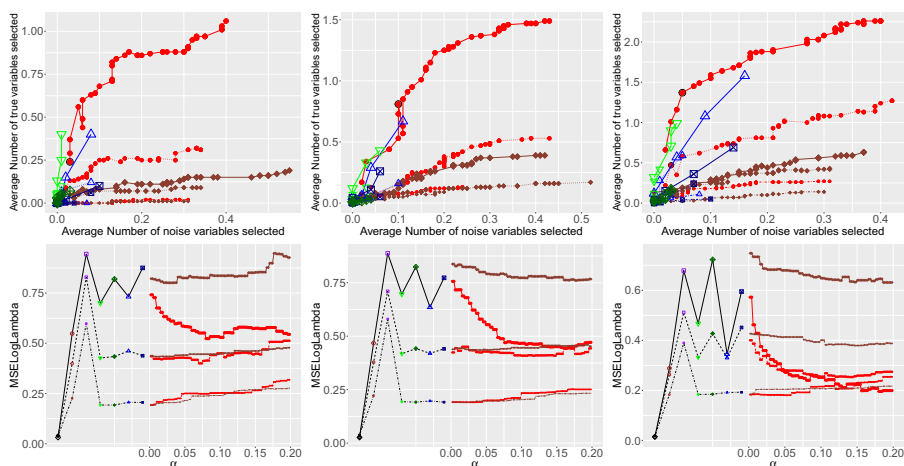 Average Number of true variables selected
1.00
0.75
0.50
0.25
0.00
0.0 0.2 0.4
Average Number of noise variables selected
Average Number of true variables selected
1.5
1.0
0.5
0.0
0.0 0.1 0.2 0.3 0.4 0.5
Average Number of noise variables selected
Average Number of true variables selected
2.0
1.5
1.0
0.5
0.0
0.0 0.1 0.2 0.3 0.4
Average Number of noise variables selected
MSELogLambda
0.75
0.50
0.25
0.00
0.00 0.05 0.10 0.15 0.20
α
MSELogLambda
0.75
0.50
0.25
0.00
0.00 0.05 0.10 0.15 0.20
α
MSELogLambda
0.6
0.4
0.2
0.0
0.00 0.05 0.10 0.15 0.20
α